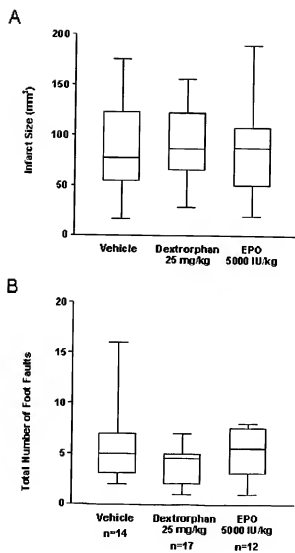 A
200
150
100
50
0
Infarct Size (mm³)
Vehicle
Dextrorphan
25 mg/kg
EPO
5000 IU/kg
B
20
15
10
5
0
Total Number of Foot Faults
Vehicle
n=14
Dextrorphan
25 mg/kg
n=17
EPO
5000 IU/kg
n=12